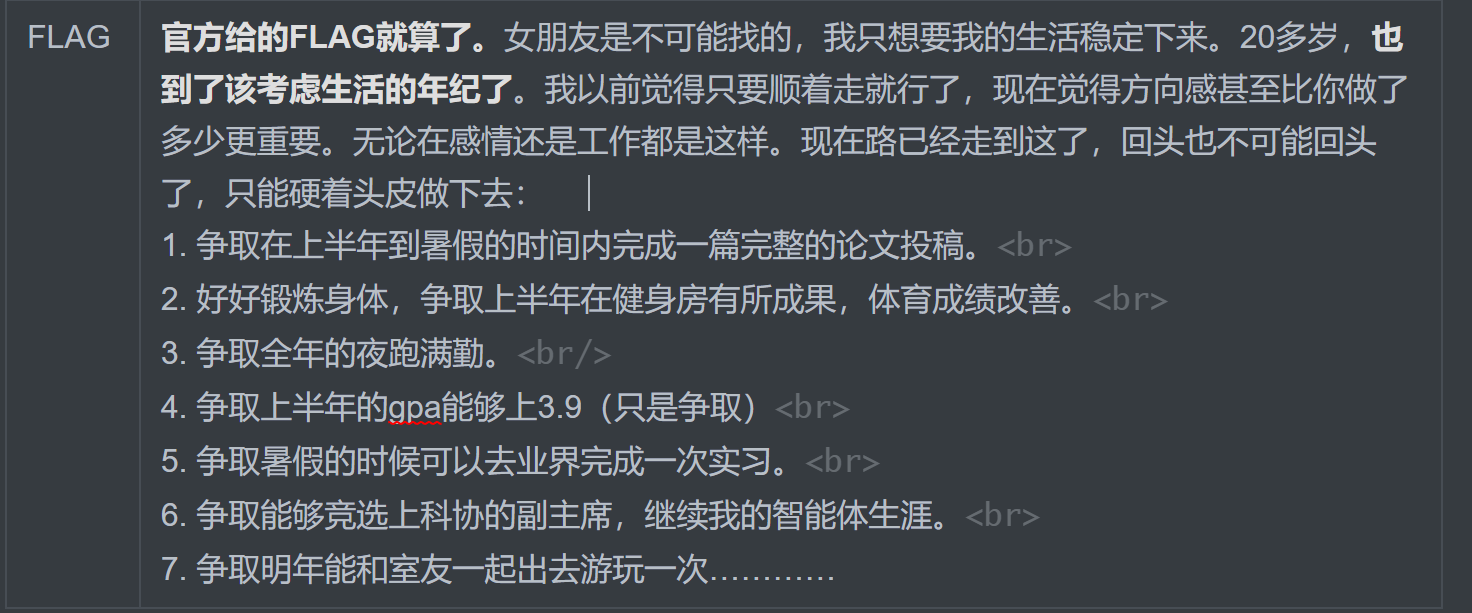 FLAG
官方给的FLAG就算了。女朋友是不可能找的，我只想要我的生活稳定下来。20多岁，也
到了该考虑生活的年纪了。我以前觉得只要顺着走就行了，现在觉得方向感甚至比你做了
多少更重要。无论在感情还是工作都是这样。现在路已经走到这了，回头也不可能回头
了，只能硬着头皮做下去：
1. 争取在上半年到暑假的时间内完成一篇完整的论文投稿。<br>
2. 好好锻炼身体，争取上半年在健身房有所成果，体育成绩改善。<br>
3. 争取全年的夜跑满勤。<br/>
4. 争取上半年的gpa能够上3.9（只是争取）<br>
5. 争取暑假的时候可以去业界完成一次实习。<br>
6. 争取能够竞选上科协的副主席，继续我的智能体生涯。<br>
7. 争取明年能和室友一起出去游玩一次…………